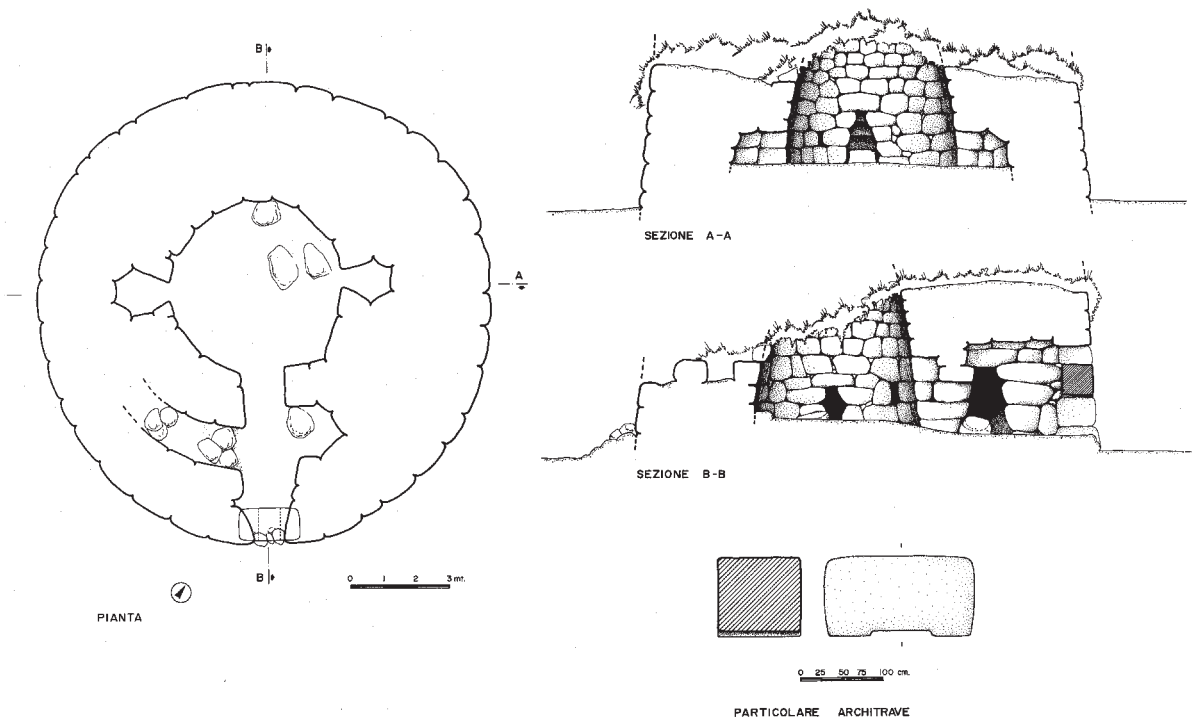 B
A
B
0 1 2 3 mt.
PIANTA
SEZIONE A-A
SEZIONE B-B
0 25 50 75 100 cm.
PARTICOLARE ARCHITRAVE